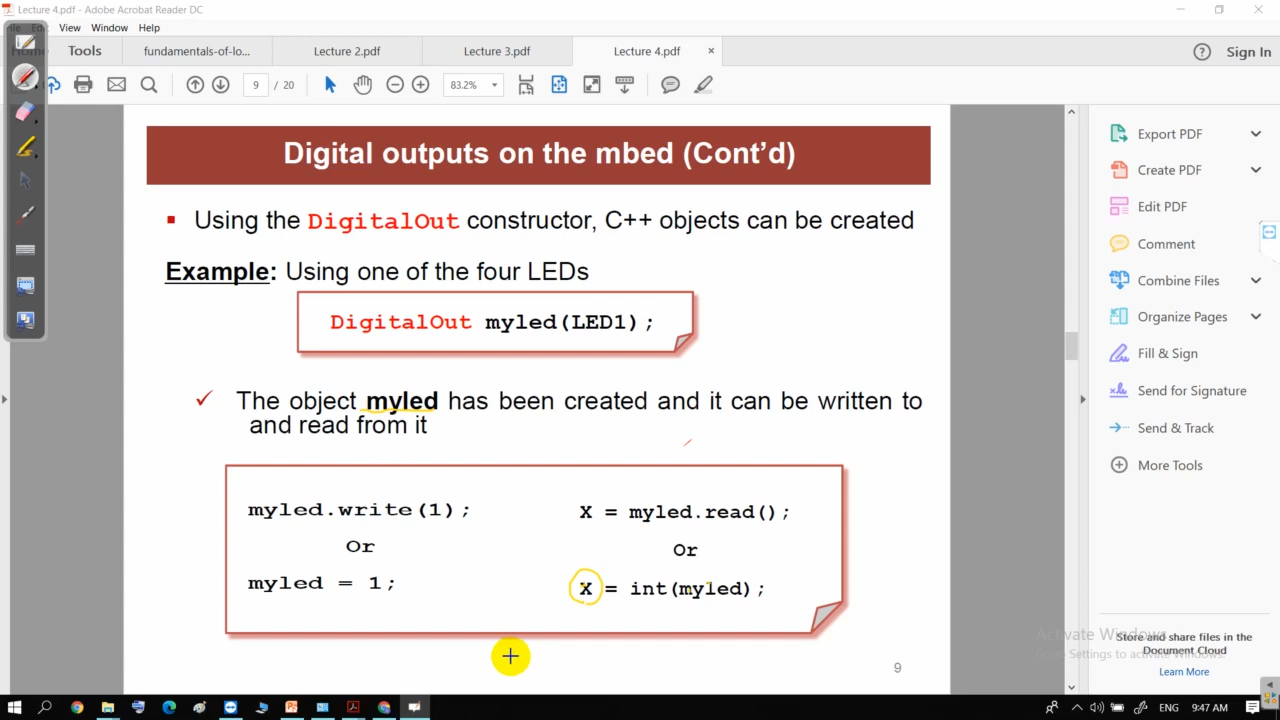 Lecture 4.pdf - Adobe Acrobat Reader DC
View Window Help
Tools fundamentals-of-lo... Lecture 2.pdf Lecture 3.pdf Lecture 4.pdf × Sign In
9 / 20 83.2%
Digital outputs on the mbed (Cont’d)
Using the DigitalOut constructor, C++ objects can be created
Example: Using one of the four LEDs
DigitalOut myled(LED1);
The object myled has been created and it can be written to
and read from it
myled.write(1);
Or
myled = 1;
X = myled.read();
Or
X = int(myled);
9
Export PDF
Create PDF
Edit PDF
Comment
Combine Files
Organize Pages
Fill & Sign
Send for Signature
Send & Track
More Tools
Activate Windows
Store and share files in the
Document Cloud
Settings to activate Windows.
Learn More
ENG 9:47 AM